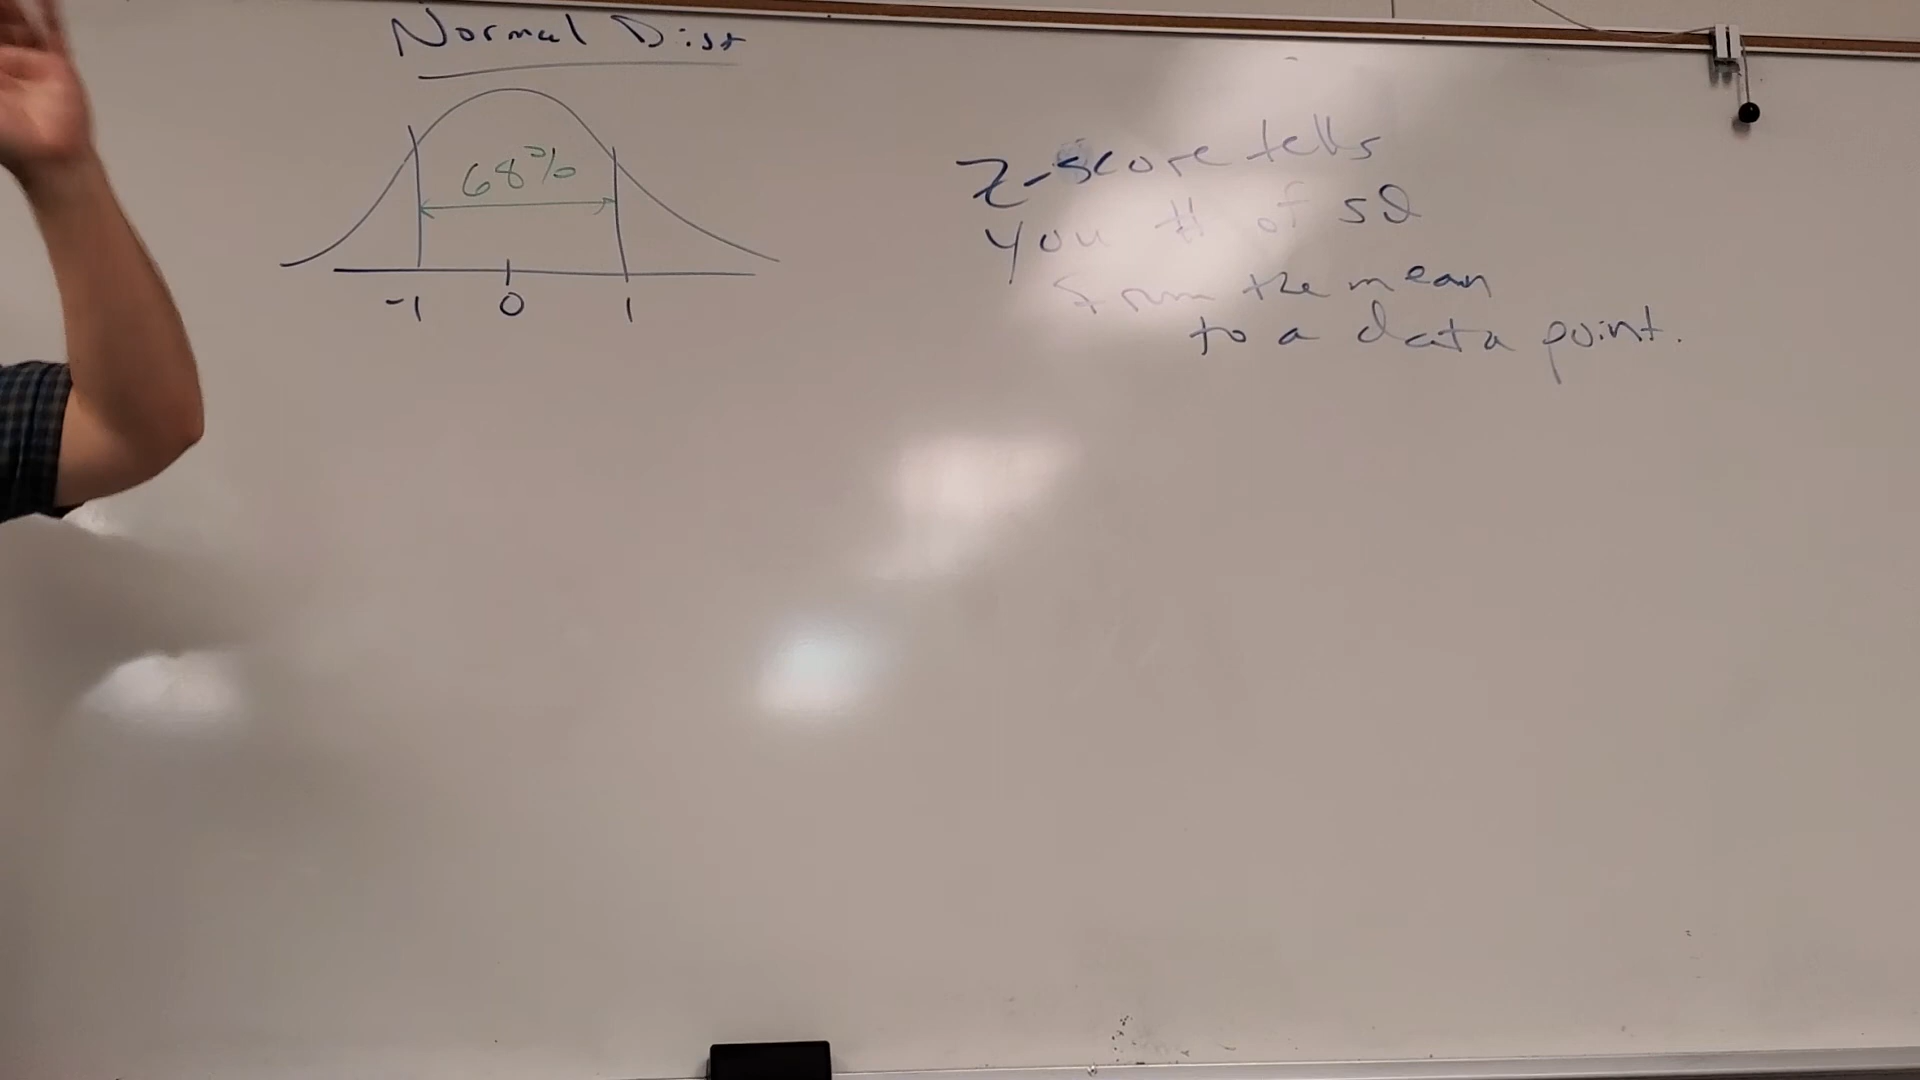 Normal Dist
68%
-1 0 1
Z-score tells
you # of sd
from the mean
to a data point.